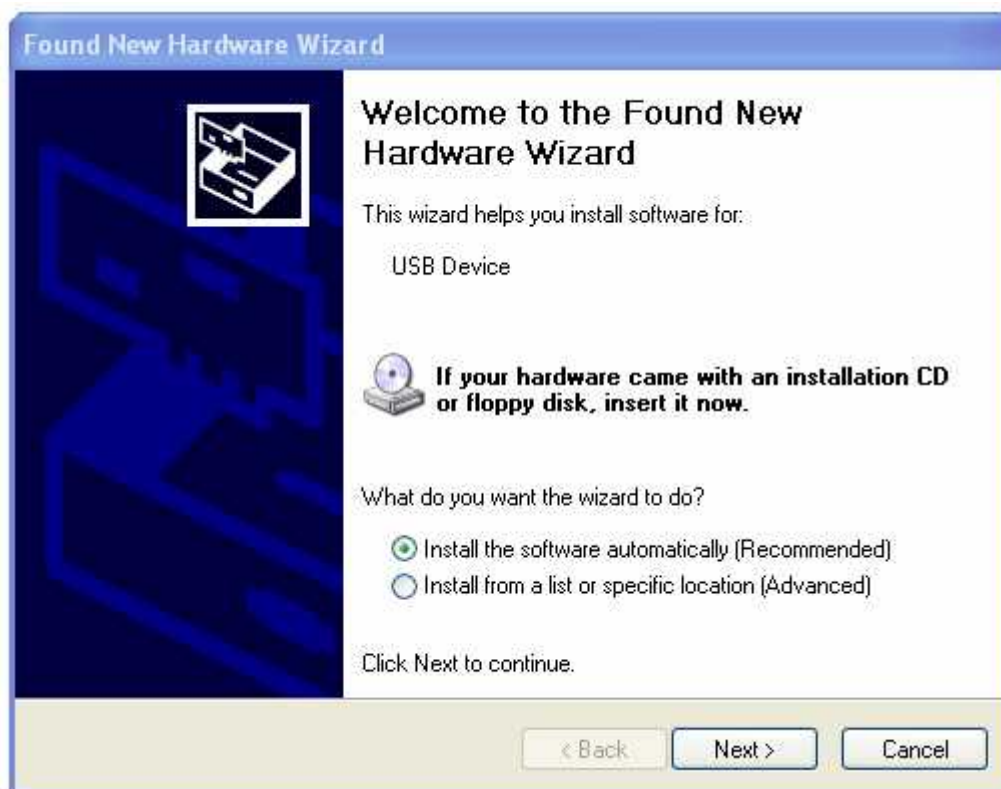 Found New Hardware Wizard
Welcome to the Found New
Hardware Wizard
This wizard helps you install software for:
USB Device
If your hardware came with an installation CD
or floppy disk, insert it now.
What do you want the wizard to do?
Install the software automatically (Recommended)
Install from a list or specific location (Advanced)
Click Next to continue.
< Back Next > Cancel